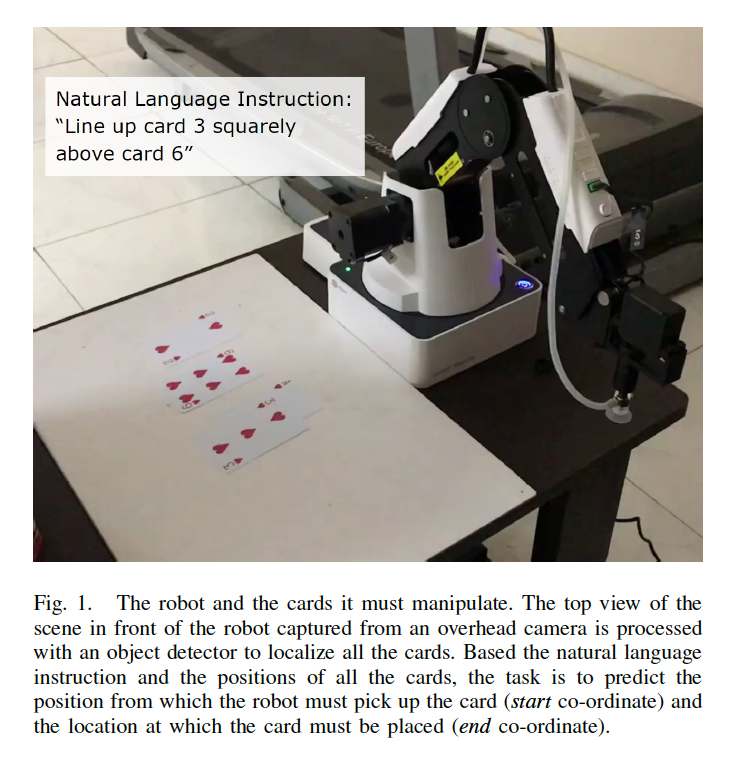 Natural Language Instruction:
“Line up card 3 squarely
above card 6”
Fig. 1. The robot and the cards it must manipulate. The top view of the
scene in front of the robot captured from an overhead camera is processed
with an object detector to localize all the cards. Based the natural language
instruction and the positions of all the cards, the task is to predict the
position from which the robot must pick up the card (start co-ordinate) and
the location at which the card must be placed (end co-ordinate).